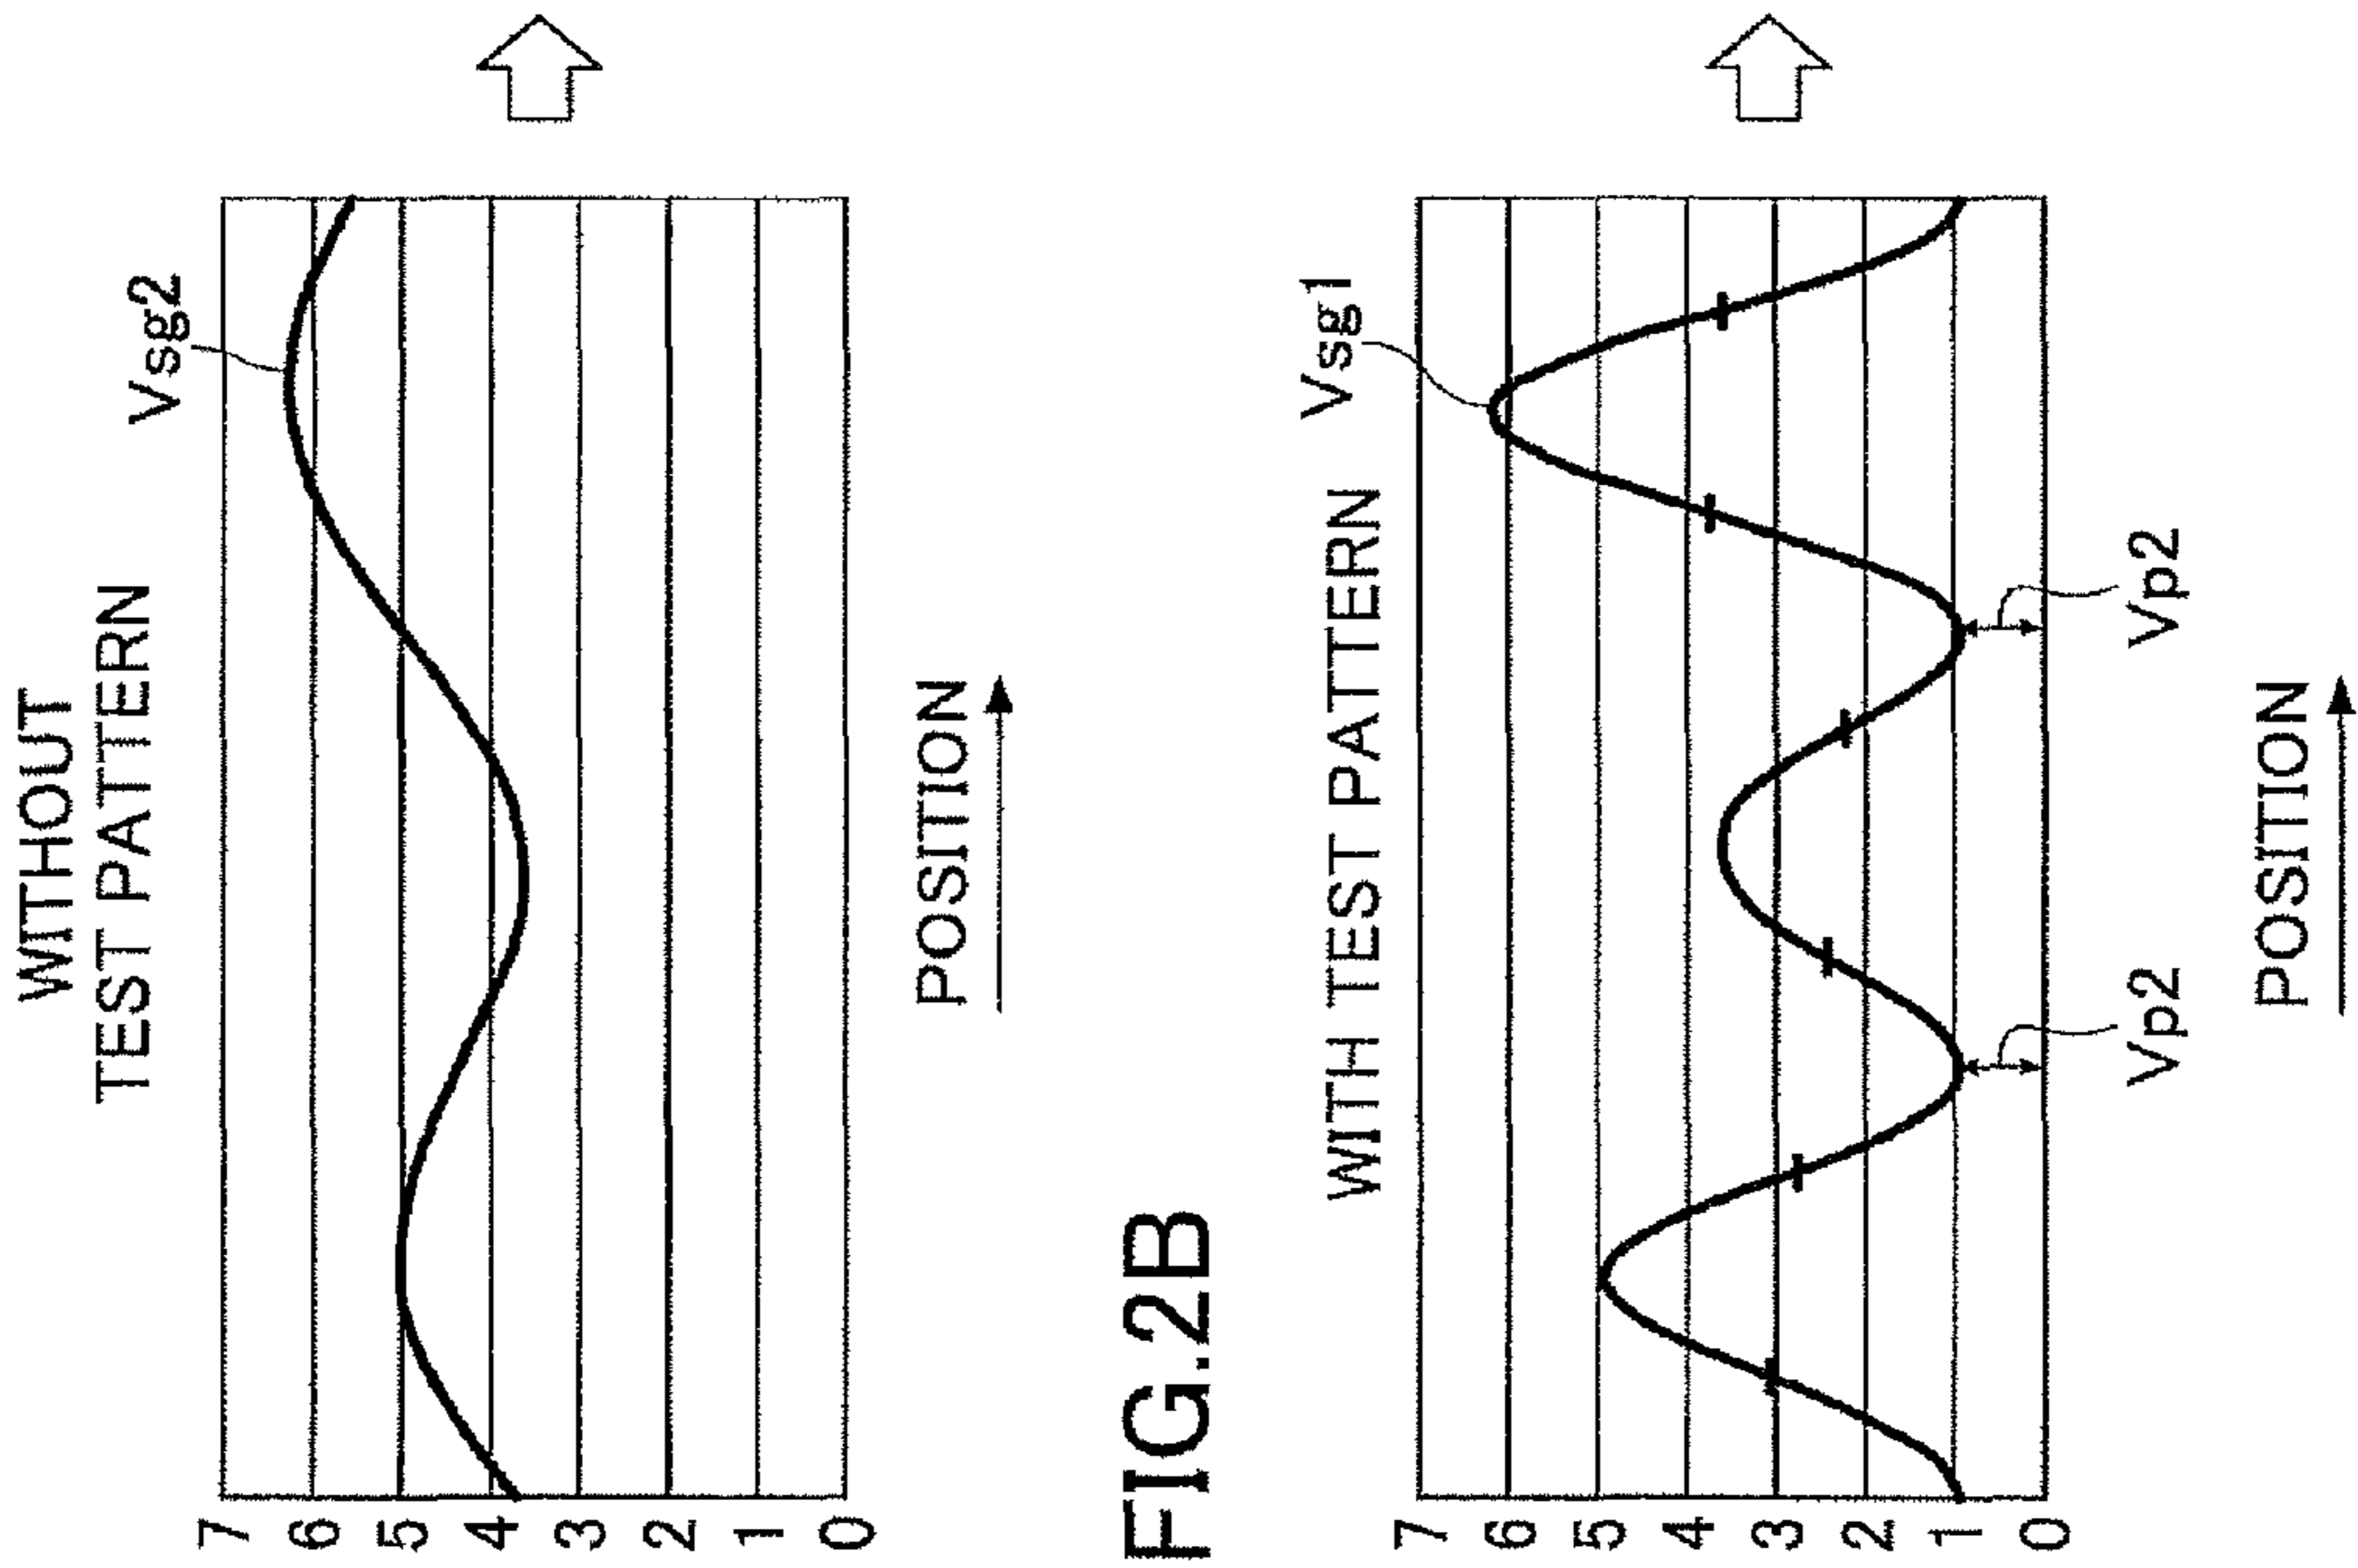 WITHOUT
TEST PATTERN
Vsg2
7
6
5
4
3
2
1
0
POSITION
FIG.2B
WITH TEST PATTERN
Vsg1
7
6
5
4
3
2
1
0
Vp2
Vp2
POSITION